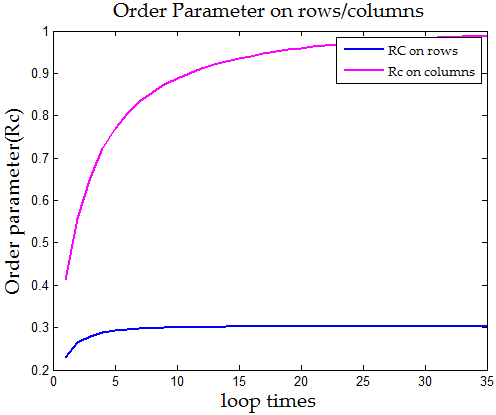 Order Parameter on rows/columns
Order parameter(Rc)
1
0.9
0.8
0.7
0.6
0.5
0.4
0.3
0.2
RC on rows
Rc on columns
0 5 10 15 20 25 30 35
loop times